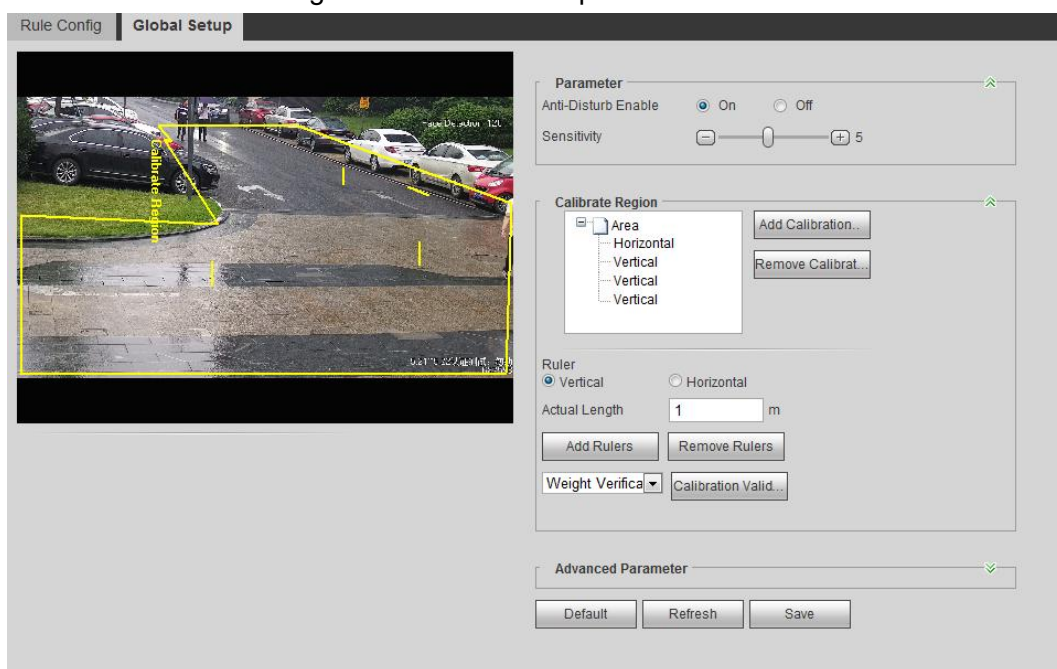 Rule Config Global Setup
Parameter
Anti-Disturb Enable On Off
Sensitivity 5
Calibrate Region
Calibrate Region
Area
Horizontal
Vertical
Vertical
Vertical
Add Calibration..
Remove Calibrat...
Ruler
Vertical Horizontal
Actual Length 1 m
Add Rulers Remove Rulers
Weight Verifica Calibration Valid...
Advanced Parameter
Default Refresh Save